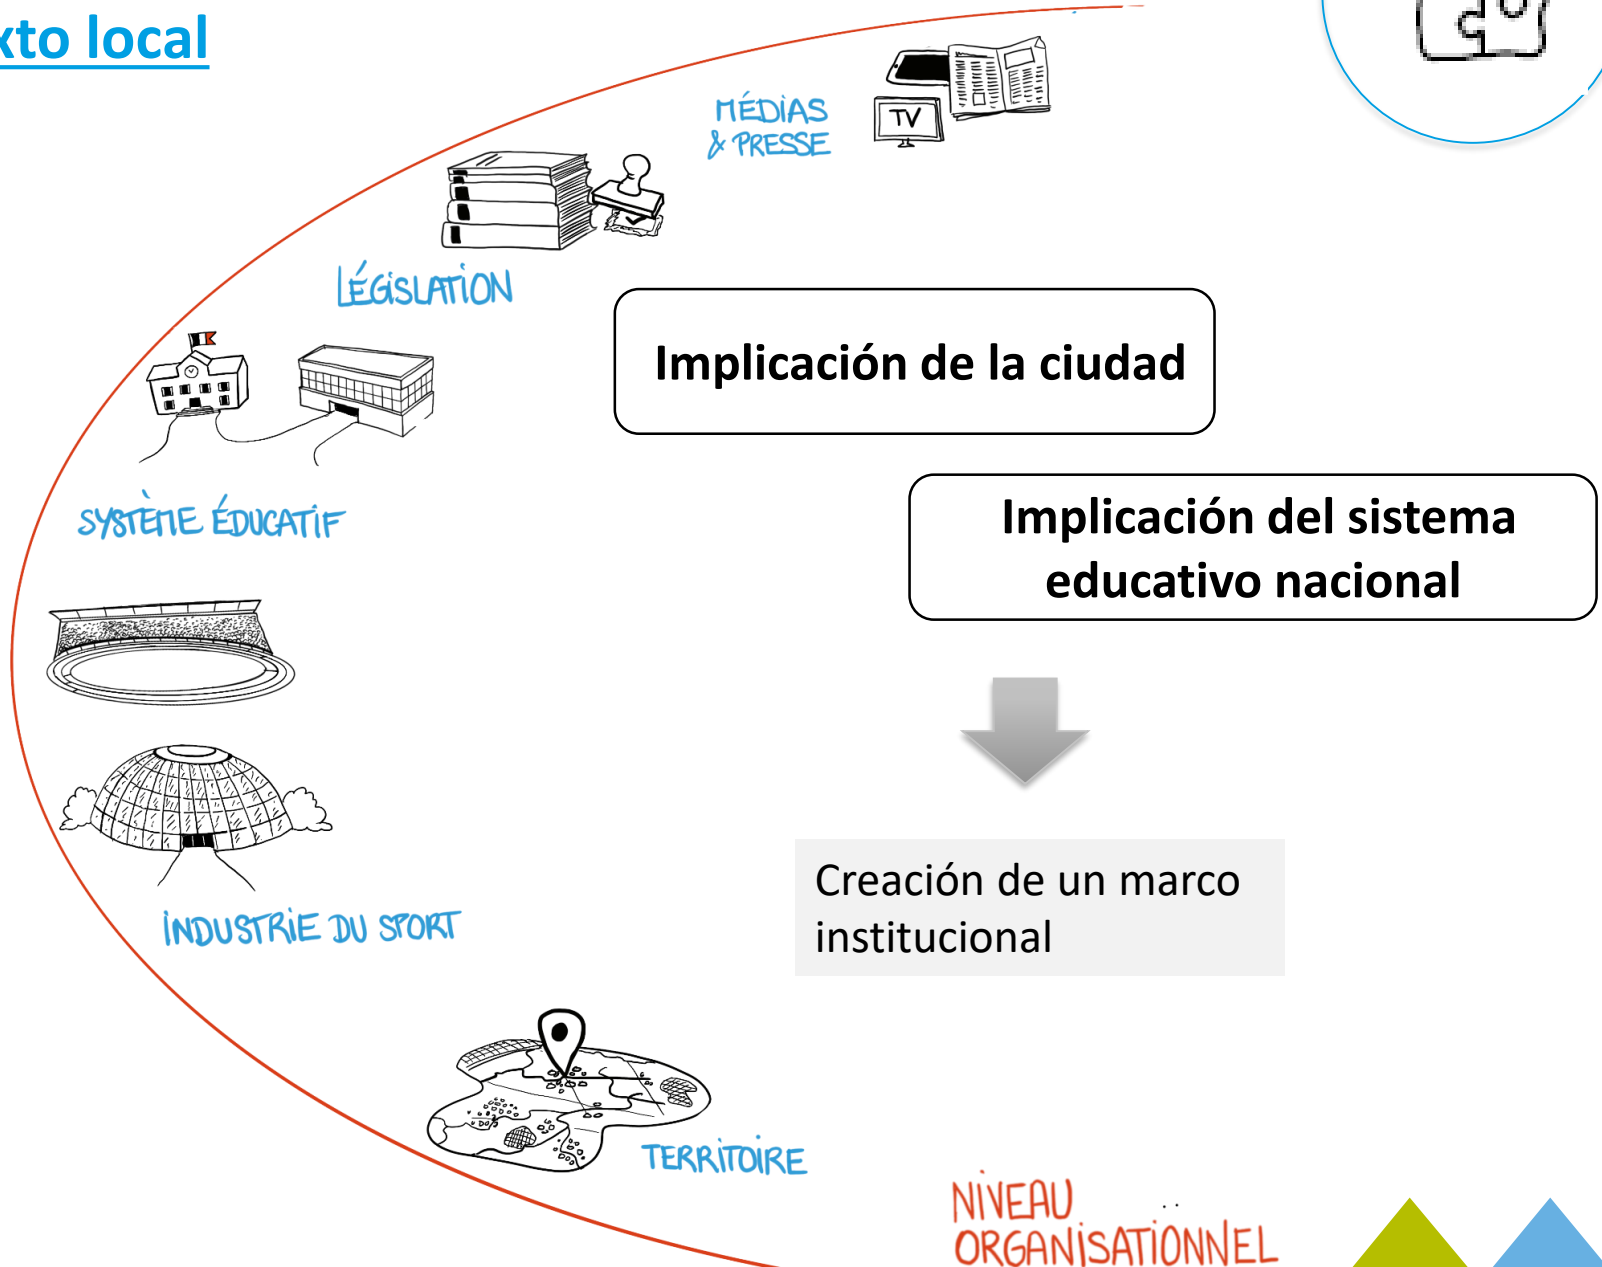 xto local
MÉDIAS
& PRESSE
TV
LÉGISLATION
Implicación de la ciudad
SYSTÈME ÉDUCATIF
Implicación del sistema
educativo nacional
Creación de un marco
institucional
INDUSTRIE DU SPORT
TERRITOIRE
NIVEAU
ORGANISATIONNEL